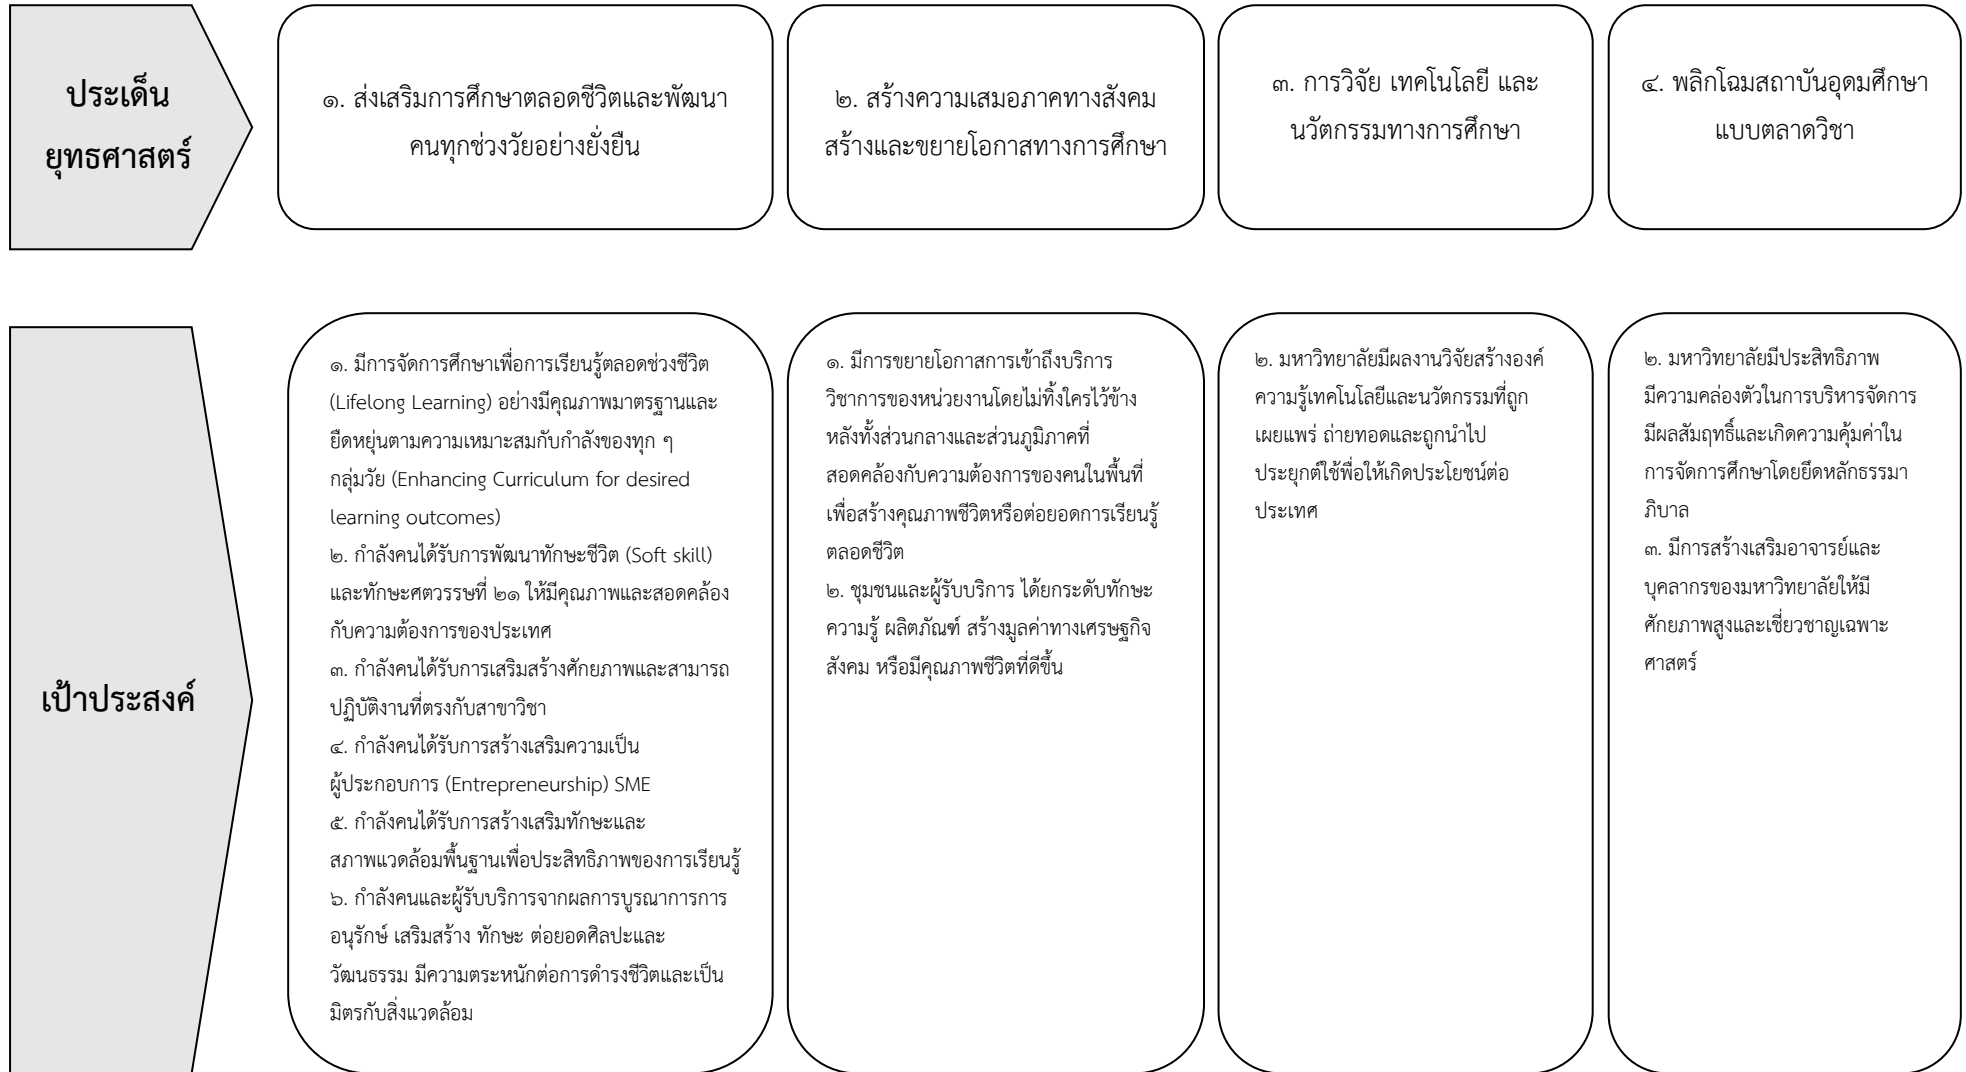 ประเด็น
ยุทธศาสตร์
๑. ส่งเสริมการศึกษาตลอดชีวิตและพัฒนา
คนทุกช่วงวัยอย่างยั่งยืน
๒. สร้างความเสมอภาคทางสังคม
สร้างและขยายโอกาสทางการศึกษา
๓. การวิจัย เทคโนโลยี และ
นวัตกรรมทางการศึกษา
๔. พลิกโฉมสถาบันอุดมศึกษา
แบบตลาดวิชา
เป้าประสงค์
๑. มีการจัดการศึกษาเพื่อการเรียนรู้ตลอดช่วงชีวิต
(Lifelong Learning) อย่างมีคุณภาพมาตรฐานและ
ยืดหยุ่นตามความเหมาะสมกับกำลังของทุก ๆ
กลุ่มวัย (Enhancing Curriculum for desired
learning outcomes)
๒. กำลังคนได้รับการพัฒนาทักษะชีวิต (Soft skill)
และทักษะศตวรรษที่ ๒๑ ให้มีคุณภาพและสอดคล้อง
กับความต้องการของประเทศ
๓. กำลังคนได้รับการเสริมสร้างศักยภาพและสามารถ
ปฏิบัติงานที่ตรงกับสาขาวิชา
๔. กำลังคนได้รับการสร้างเสริมความเป็น
ผู้ประกอบการ (Entrepreneurship) SME
๕. กำลังคนได้รับการสร้างเสริมทักษะและ
สภาพแวดล้อมพื้นฐานเพื่อประสิทธิภาพของการเรียนรู้
๖. กำลังคนและผู้รับบริการจากผลการบูรณาการการ
อนุรักษ์ เสริมสร้าง ทักษะ ต่อยอดศิลปะและ
วัฒนธรรม มีความตระหนักต่อการดำรงชีวิตและเป็น
มิตรกับสิ่งแวดล้อม
๑. มีการขยายโอกาสการเข้าถึงบริการ
วิชาการของหน่วยงานโดยไม่ทิ้งใครไว้ข้าง
หลังทั้งส่วนกลางและส่วนภูมิภาคที่
สอดคล้องกับความต้องการของคนในพื้นที่
เพื่อสร้างคุณภาพชีวิตหรือต่อยอดการเรียนรู้
ตลอดชีวิต
๒. ชุมชนและผู้รับบริการ ได้ยกระดับทักษะ
ความรู้ ผลิตภัณฑ์ สร้างมูลค่าทางเศรษฐกิจ
สังคม หรือมีคุณภาพชีวิตที่ดีขึ้น
๒. มหาวิทยาลัยมีผลงานวิจัยสร้างองค์
ความรู้เทคโนโลยีและนวัตกรรมที่ถูก
เผยแพร่ ถ่ายทอดและถูกนำไป
ประยุกต์ใช้พื่อให้เกิดประโยชน์ต่อ
ประเทศ
๒. มหาวิทยาลัยมีประสิทธิภาพ
มีความคล่องตัวในการบริหารจัดการ
มีผลสัมฤทธิ์และเกิดความคุ้มค่าใน
การจัดการศึกษาโดยยึดหลักธรรมา
ภิบาล
๓. มีการสร้างเสริมอาจารย์และ
บุคลากรของมหาวิทยาลัยให้มี
ศักยภาพสูงและเชี่ยวชาญเฉพาะ
ศาสตร์